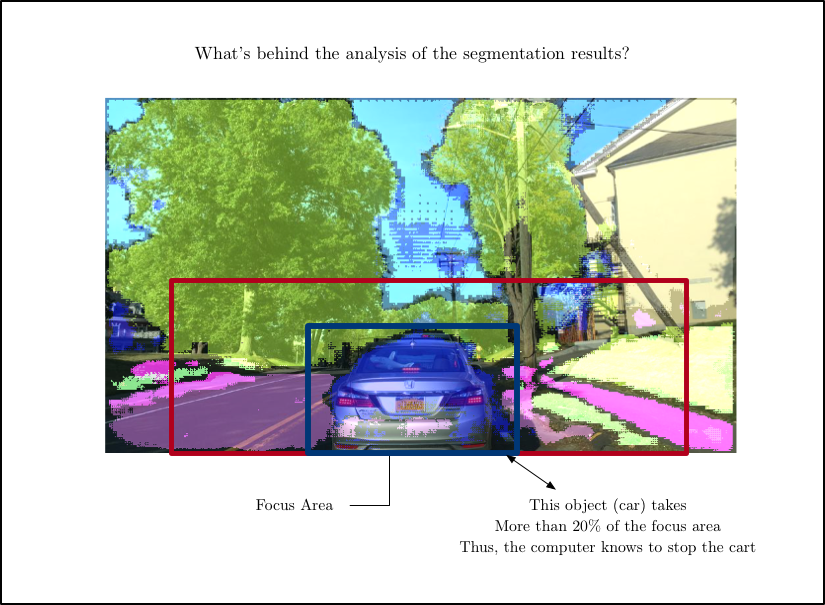 What's behind the analysis of the segmentation results?
Focus Area
This object (car) takes
More than 20% of the focus area
Thus, the computer knows to stop the cart